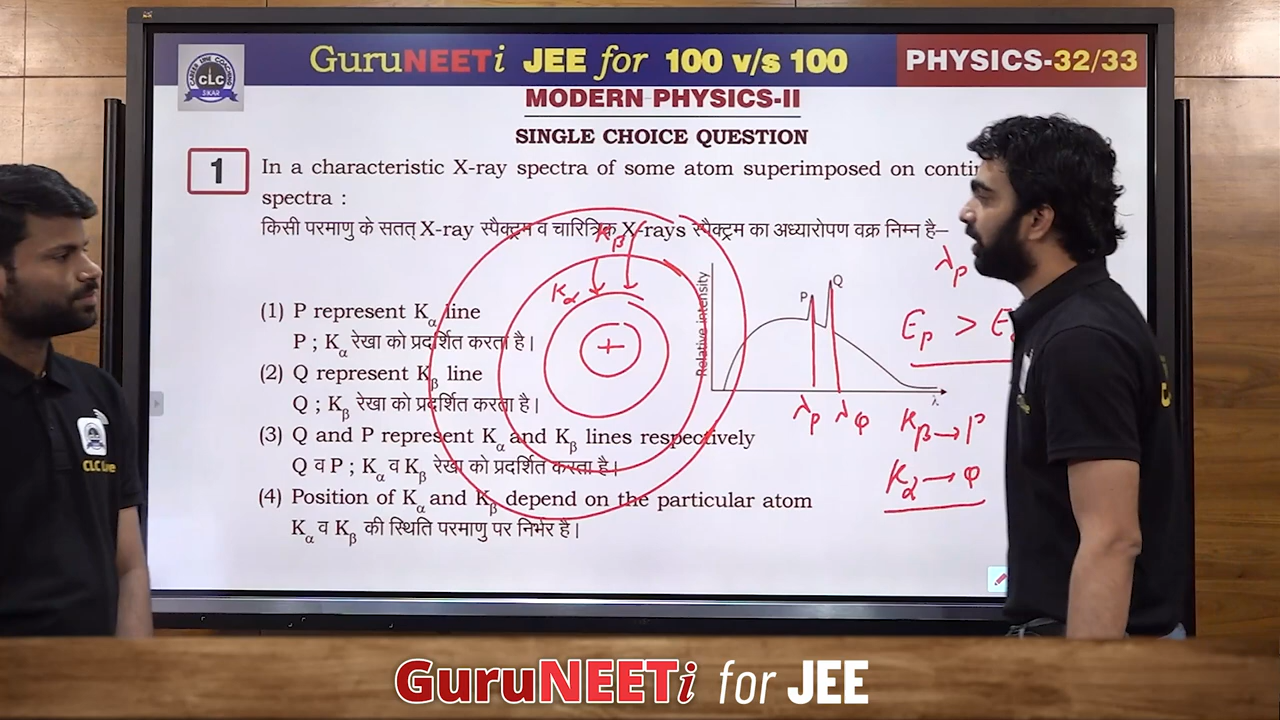 GuruNEETi JEE for 100 v/s 100
PHYSICS-32/33
CLC
SIKAR
MODERN PHYSICS-II
SINGLE CHOICE QUESTION
1
In a characteristic X-ray spectra of some atom superimposed on
spectra :
किसी परमाणु के सतत् X-ray स्पैक्ट्रम व चारित्रिक X-rays स्पैक्ट्रम का अध्यारोपण वक्र निम्न है–
(1) P represent Kα line
P ; Kα रेखा को प्रदर्शित करता है।
(2) Q represent Kβ line
Q ; Kβ रेखा को प्रदर्शित करता है।
(3) Q and P represent Kα and Kβ lines respectively
Q व P ; Kα व Kβ रेखा को प्रदर्शित करता है।
(4) Position of Kα and Kβ depend on the particular atom
Kα व Kβ की स्थिति परमाणु पर निर्भर है।
Kβ
Kα
+
Relative intensity
P
Q
λ
λP λQ
λP
EP > E
Kβ → P
Kα → Q
CLC Live
GuruNEETi for JEE